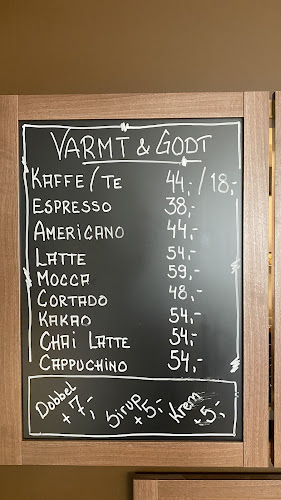 VARMT & GODT
KAFFE/TE 44,-/18,-
ESPRESSO 38,-
AMERICANO 44,-
LATTE 54,-
MOCCA 59,-
CORTADO 48,-
KAKAO 54,-
CHAI LATTE 54,-
CAPPUCHINO 54,-
Dobbel +7,-
Sirup +5,-
Krem +5,-